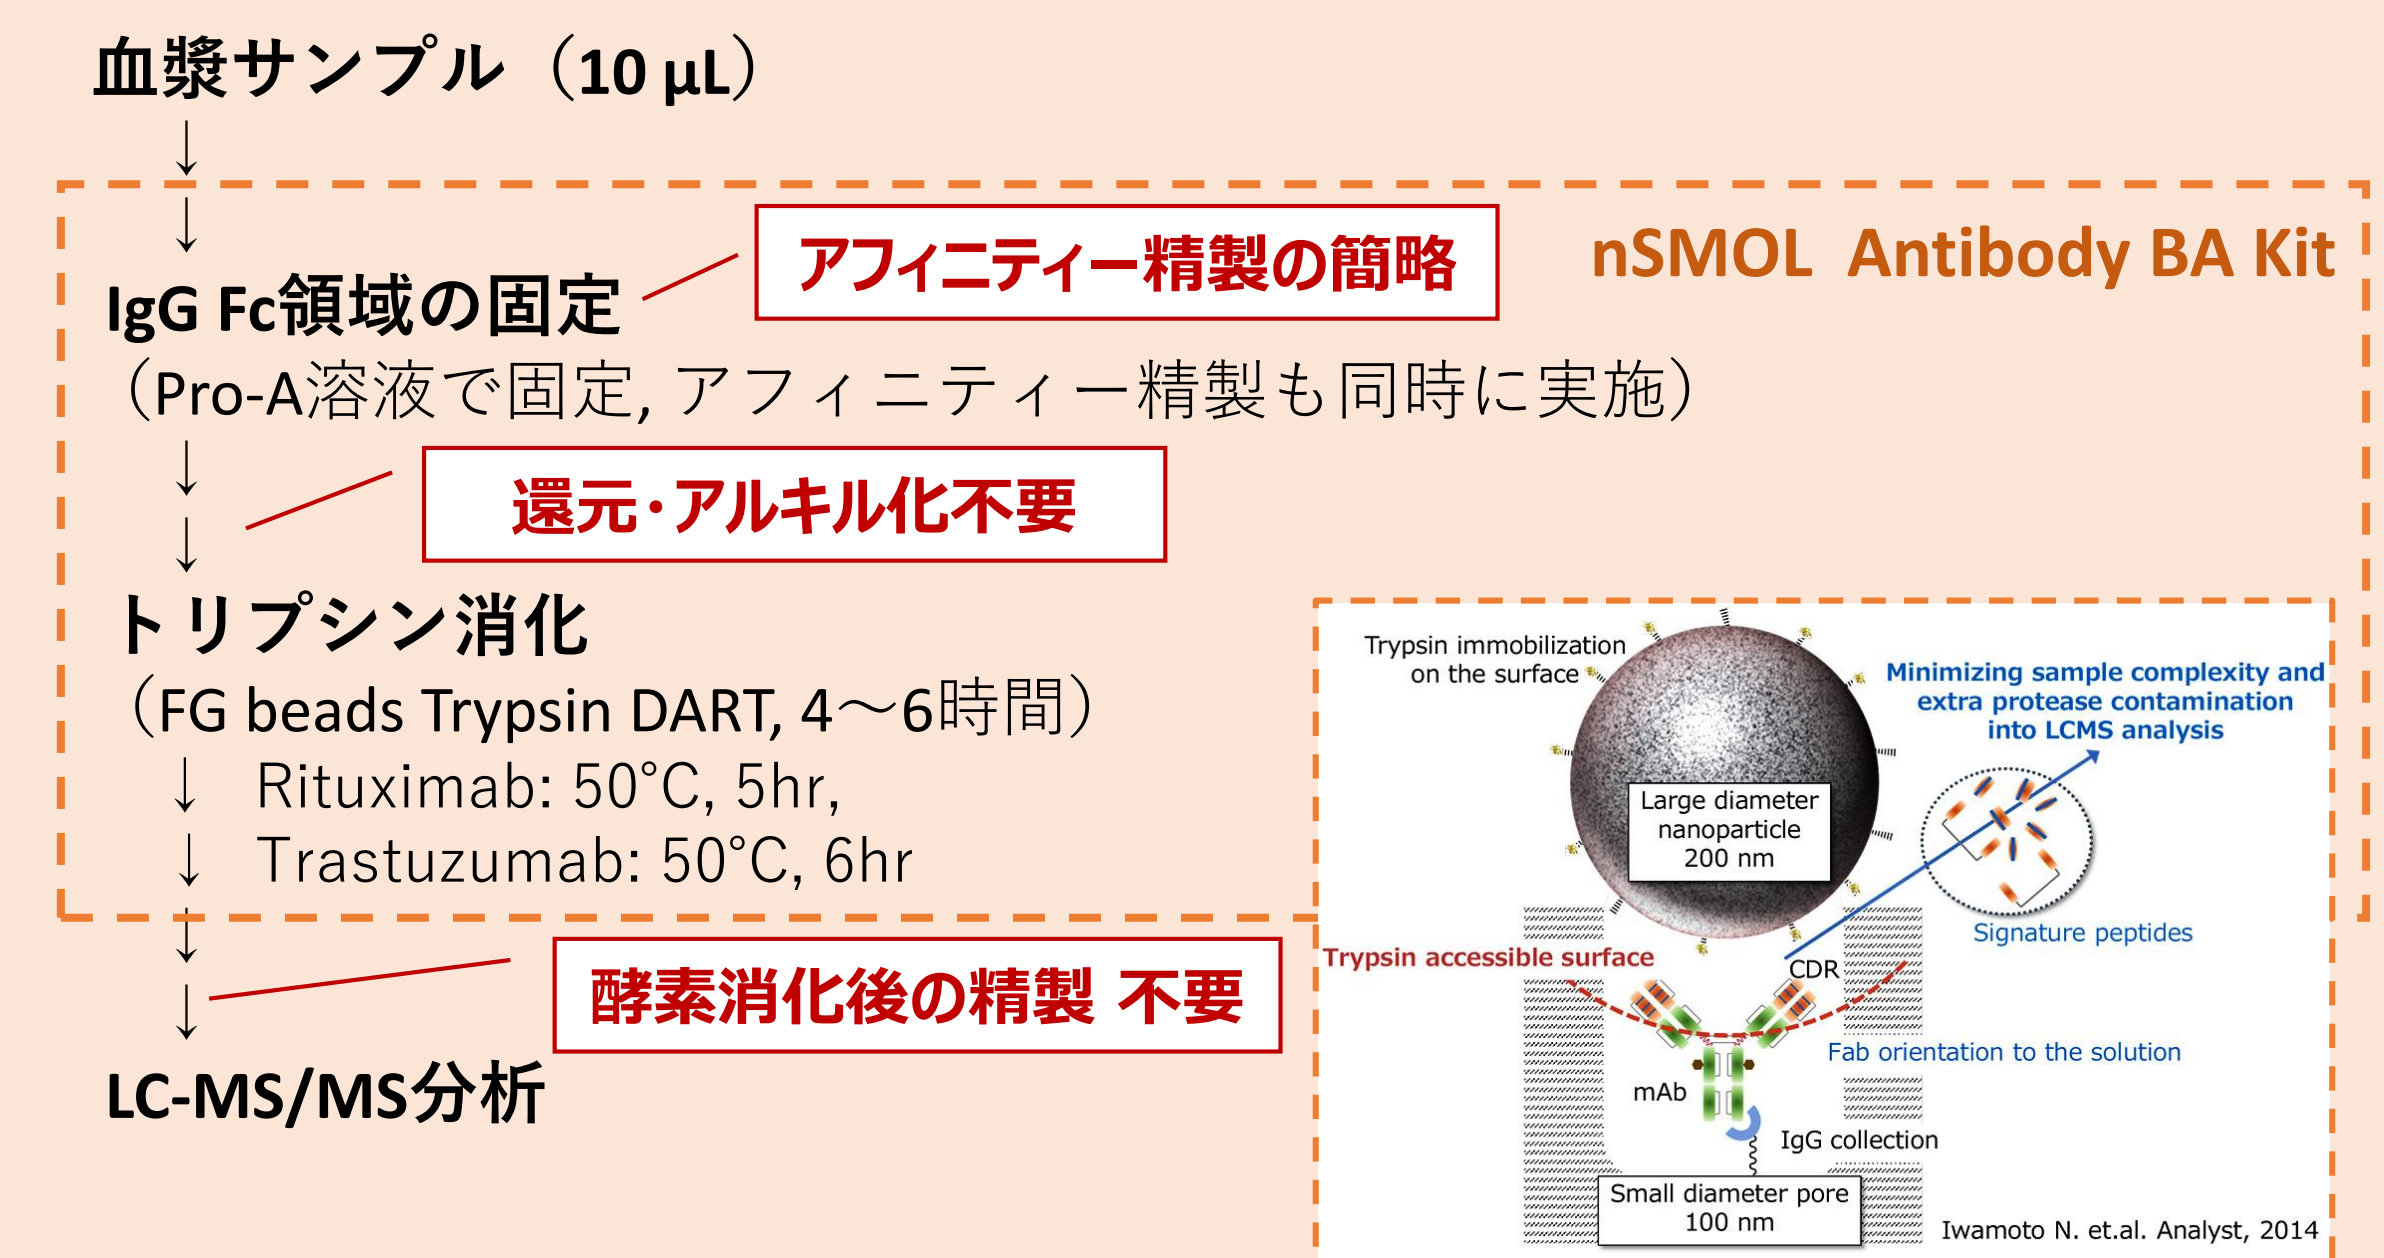 血漿サンプル（10 µL）
↓
↓
アフィニティー精製の簡略
nSMOL Antibody BA Kit
IgG Fc領域の固定
（Pro-A溶液で固定, アフィニティー精製も同時に実施）
↓
還元・アルキル化不要
↓
トリプシン消化
（FG beads Trypsin DART, 4～6時間）
↓ Rituximab: 50°C, 5hr,
↓ Trastuzumab: 50°C, 6hr
↓
酵素消化後の精製 不要
↓
LC-MS/MS分析
Trypsin immobilization
on the surface
Minimizing sample complexity and
extra protease contamination
into LCMS analysis
Large diameter
nanoparticle
200 nm
Signature peptides
Trypsin accessible surface
CDR
Fab orientation to the solution
mAb
IgG collection
Small diameter pore
100 nm
Iwamoto N. et.al. Analyst, 2014